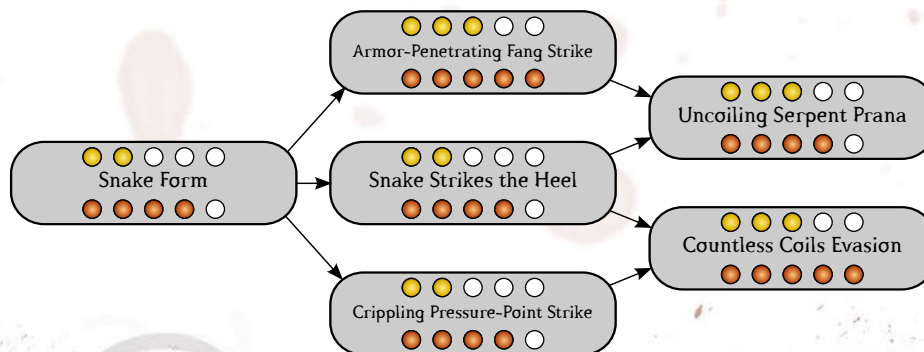 Armor-Penetrating Fang Strike
Uncoiling Serpent Prana
Snake Form
Snake Strikes the Heel
Countless Coils Evasion
Crippling Pressure-Point Strike